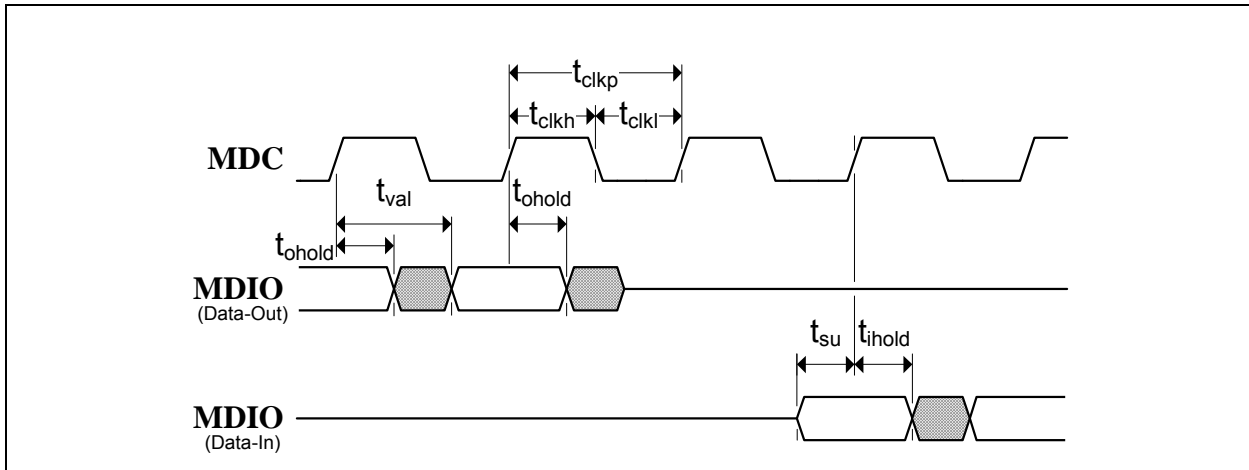 tclkp
tclkh tclkl
MDC
tval tohold
tohold
MDIO
(Data-Out)
tsu tihold
MDIO
(Data-In)